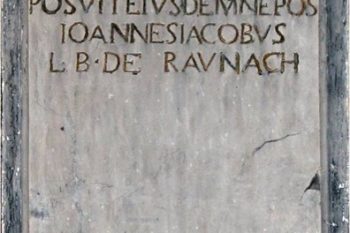 POSVIT EIVSDEM NEPOS
IOANNES IACOBVS
L. B. DE RAVNACH